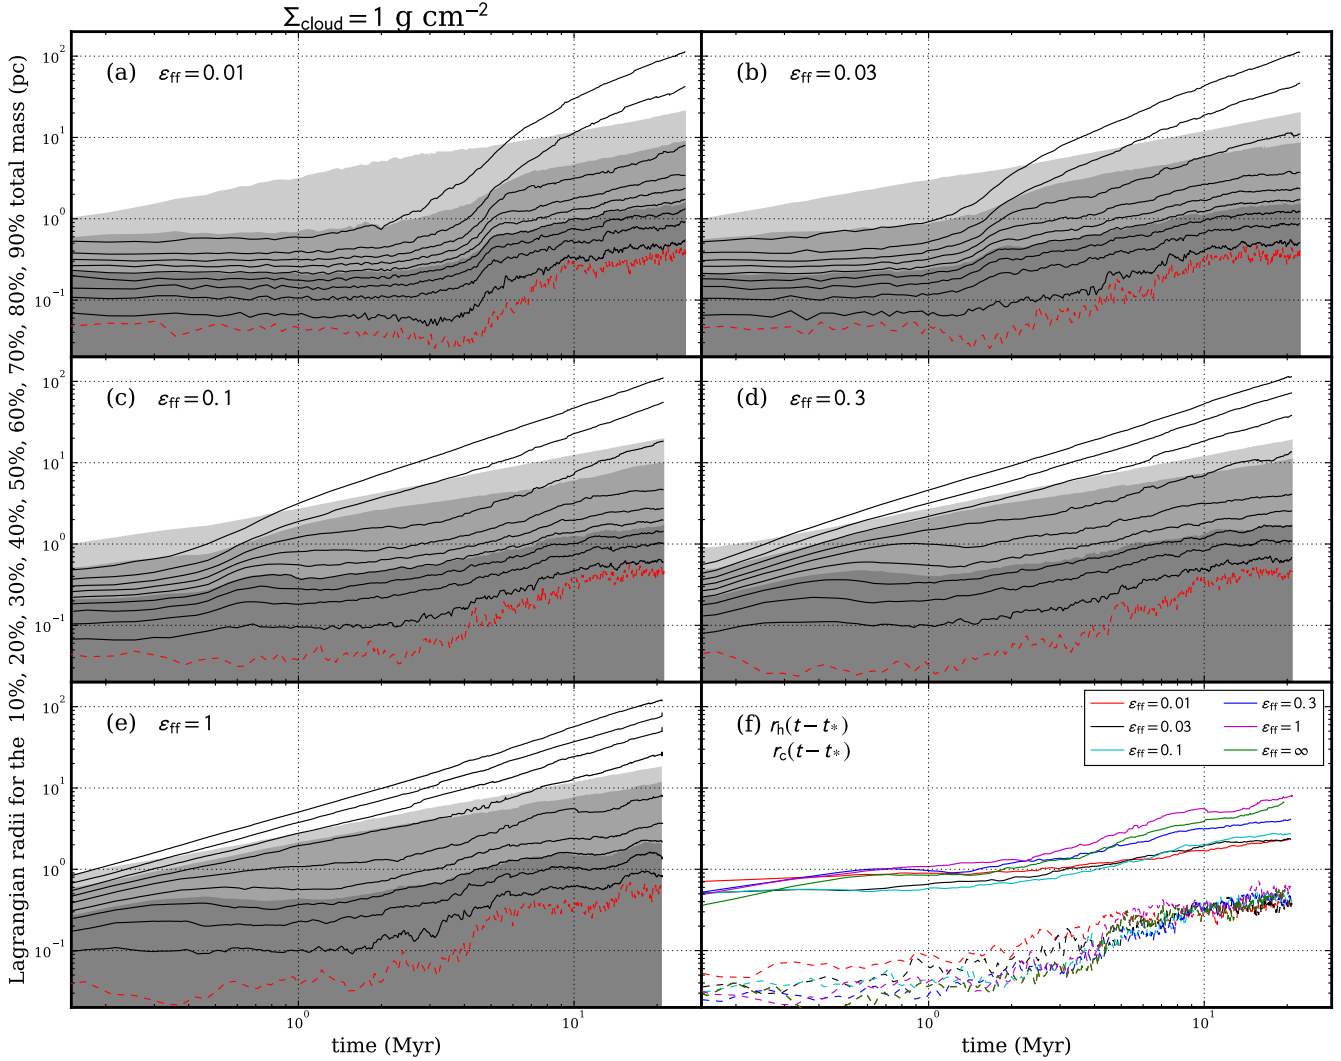 Σcloud = 1 g cm⁻²
Lagrangian radii for the 10%, 20%, 30%, 40%, 50%, 60%, 70%, 80%, 90% total mass (pc)
(a) εff = 0.01
10²
10¹
10⁰
10⁻¹
(b) εff = 0.03
(c) εff = 0.1
10²
10¹
10⁰
10⁻¹
(d) εff = 0.3
(e) εff = 1
10²
10¹
10⁰
10⁻¹
10⁰ 10¹
time (Myr)
(f) rh(t − t*)
rc(t − t*)
εff = 0.01 εff = 0.3
εff = 0.03 εff = 1
εff = 0.1 εff = ∞
10⁰ 10¹
time (Myr)